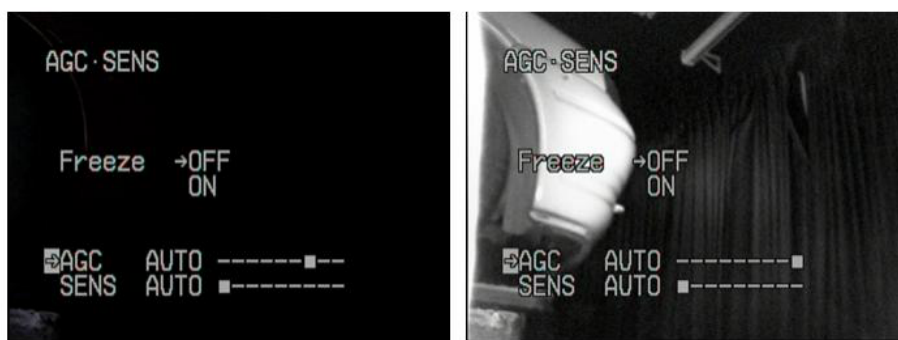 AGC·SENS
Freeze →OFF
ON
→AGC AUTO ------■--
SENS AUTO ■--------
AGC·SENS
Freeze →OFF
ON
→AGC AUTO --------■
SENS AUTO ■--------